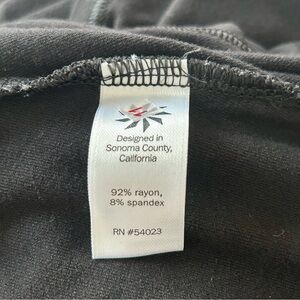 Designed in
Sonoma County,
California
92% rayon,
8% spandex
RN #54023